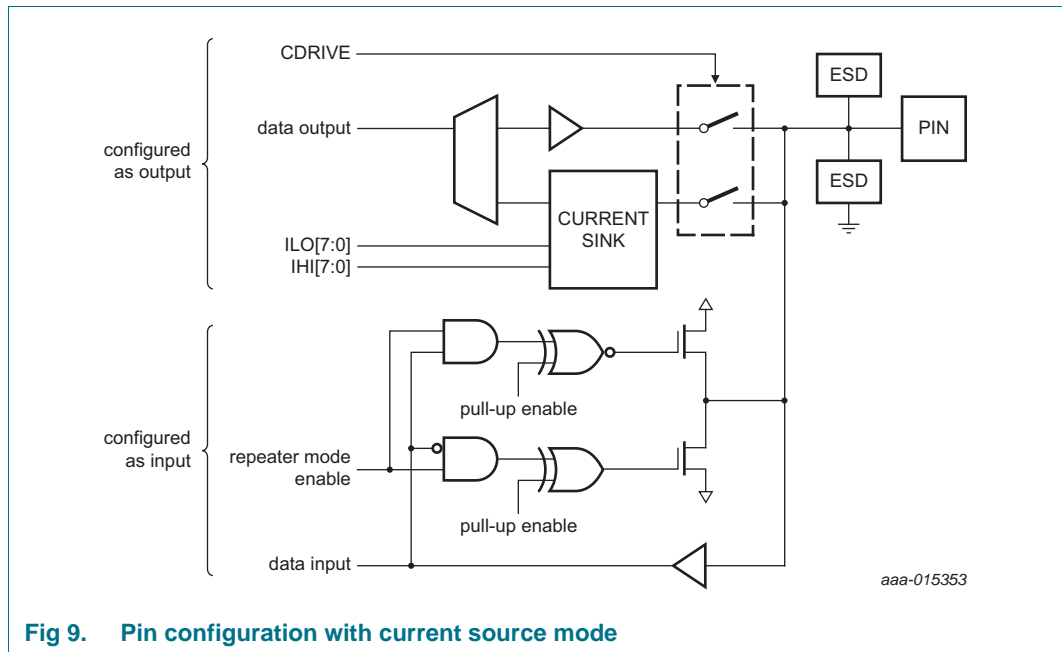 CDRIVE
ESD
data output
PIN
configured
as output
ESD
CURRENT
SINK
ILO[7:0]
IHI[7:0]
pull-up enable
configured
as input
repeater mode
enable
pull-up enable
data input
aaa-015353
Fig 9. Pin configuration with current source mode